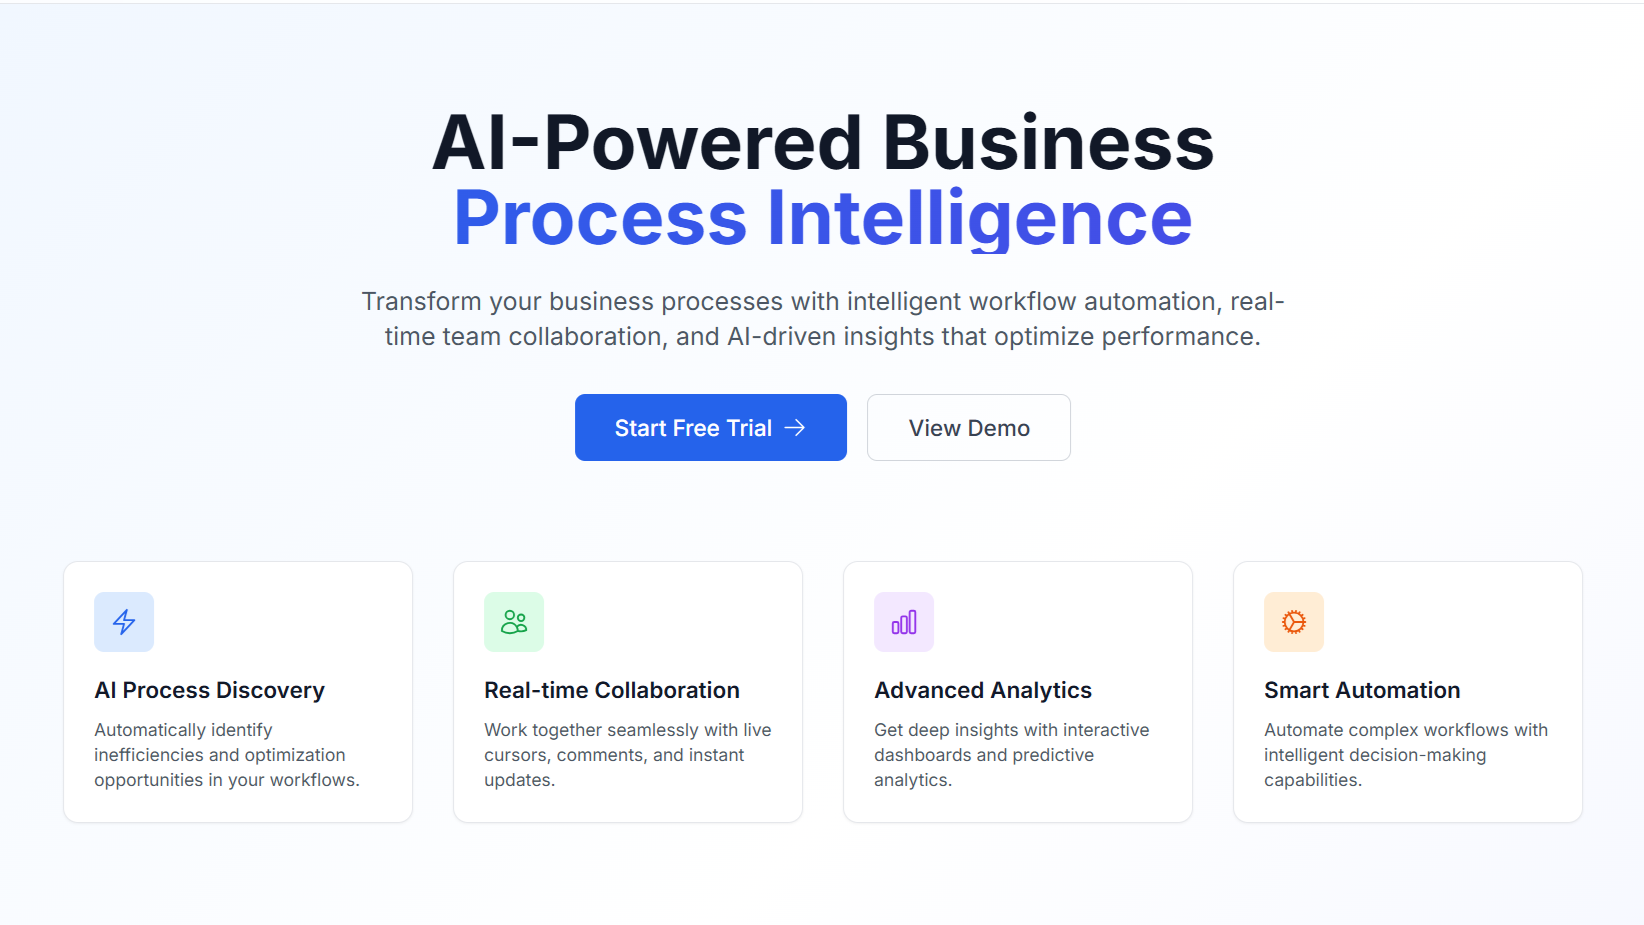 AI-Powered Business
Process Intelligence
Transform your business processes with intelligent workflow automation, real-
time team collaboration, and AI-driven insights that optimize performance.
Start Free Trial →
View Demo
AI Process Discovery
Automatically identify
inefficiencies and optimization
opportunities in your workflows.
Real-time Collaboration
Work together seamlessly with live
cursors, comments, and instant
updates.
Advanced Analytics
Get deep insights with interactive
dashboards and predictive
analytics.
Smart Automation
Automate complex workflows with
intelligent decision-making
capabilities.